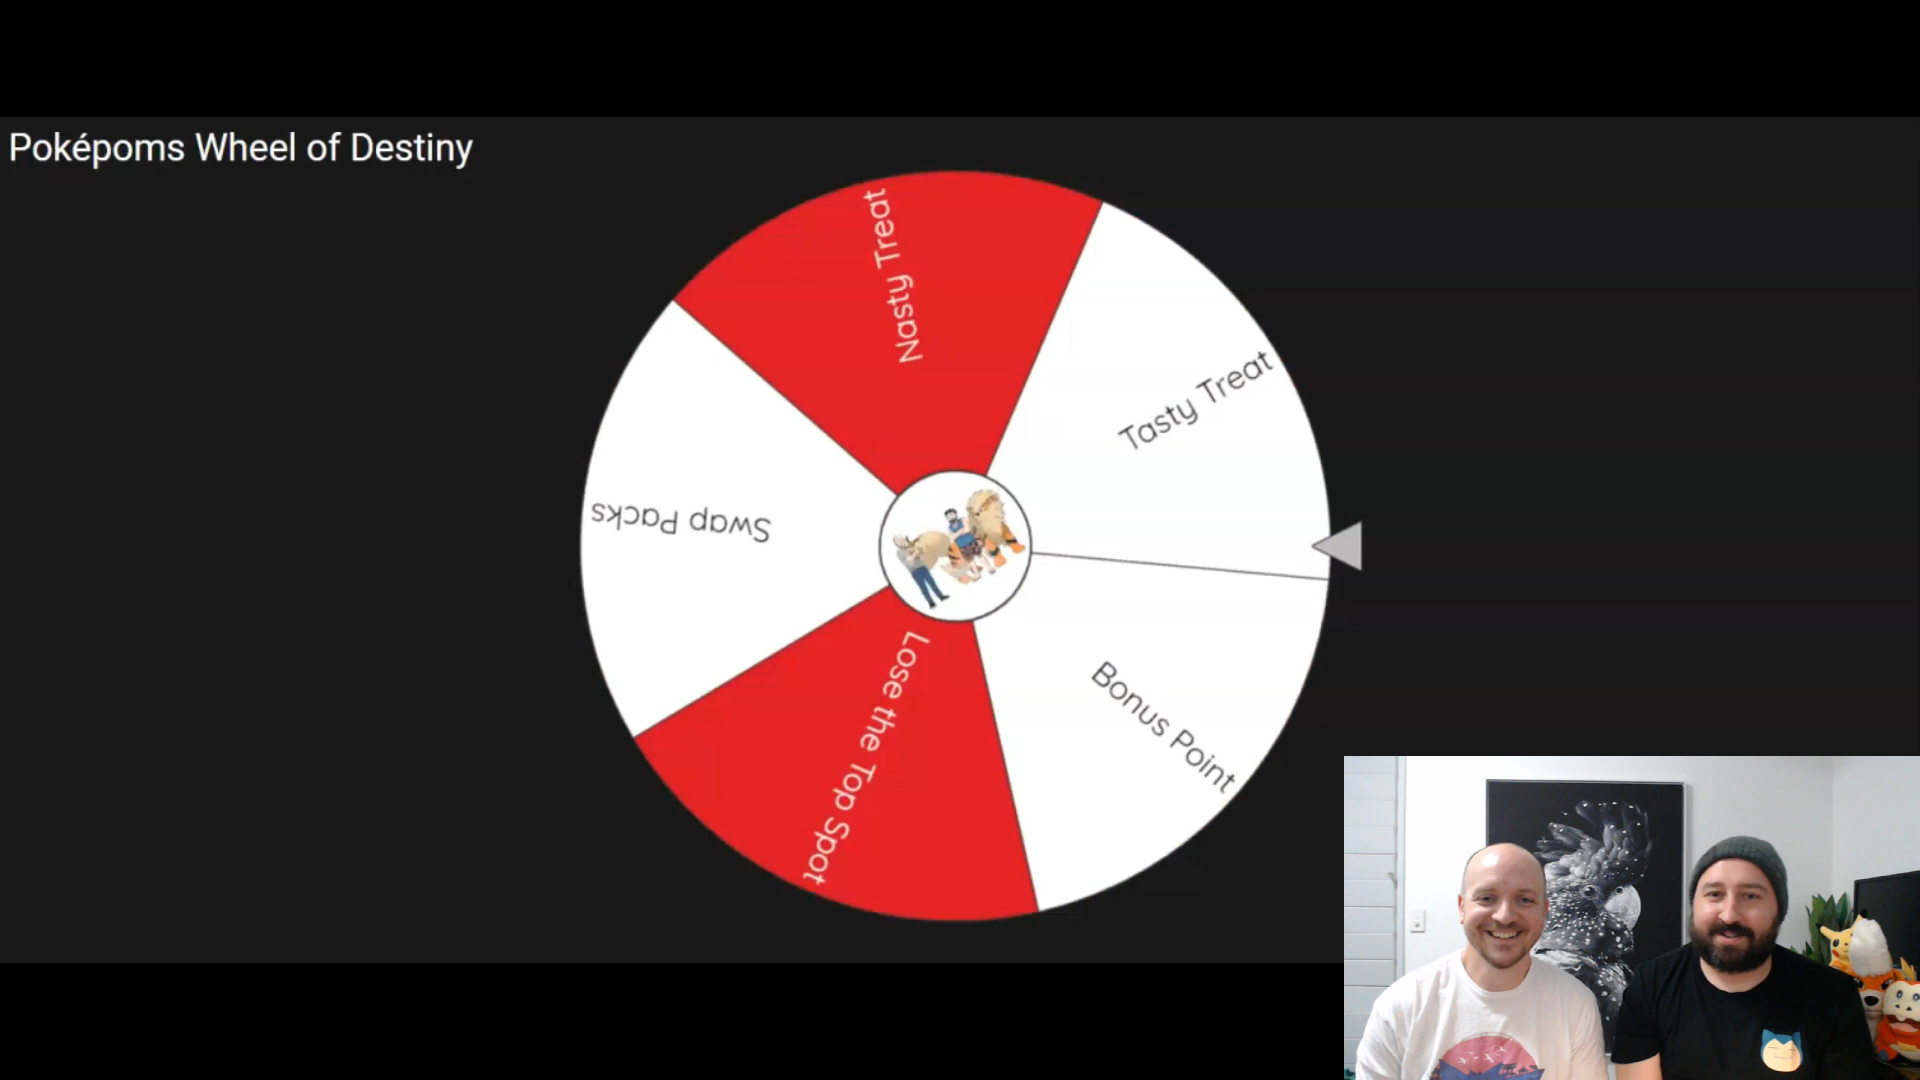 Poképoms Wheel of Destiny
Nasty Treat
Tasty Treat
Swap Packs
Lose the Top Spot
Bonus Point